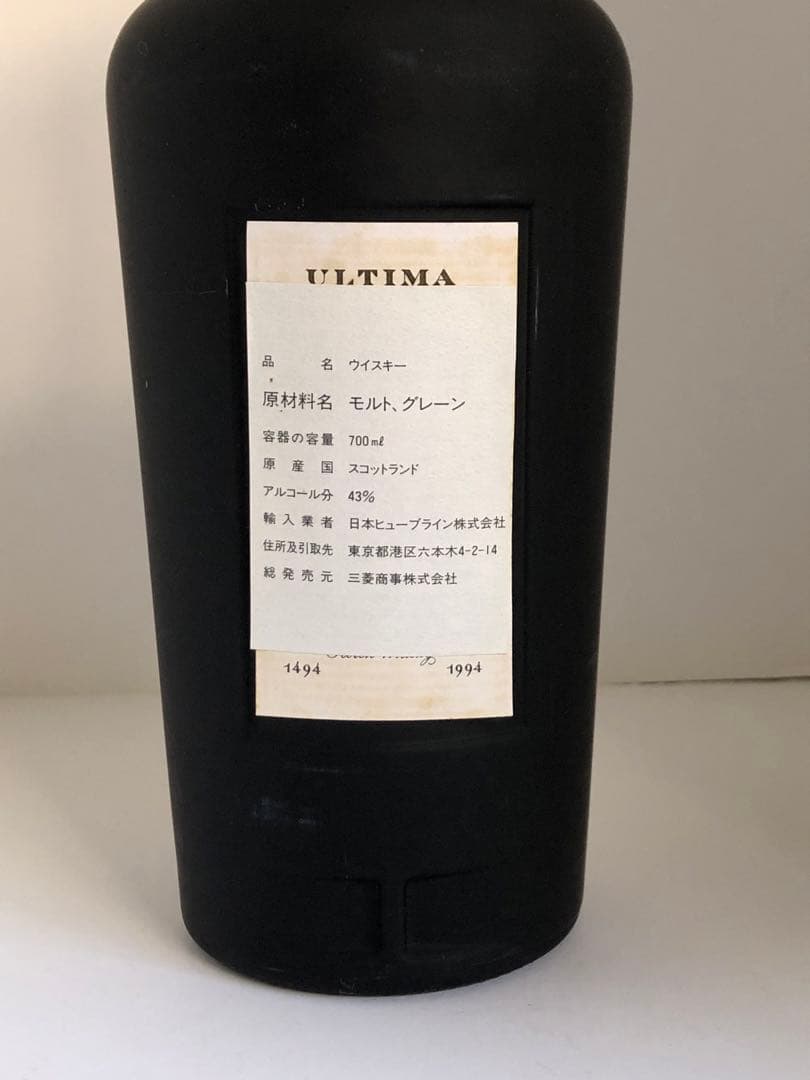 ULTIMA
品名 ウイスキー
原材料名 モルト、グレーン
容器の容量 700mℓ
原産国 スコットランド
アルコール分 43%
輸入業者 日本ヒューブライン株式会社
住所及引取先 東京都港区六本木4-2-14
総発売元 三菱商事株式会社
1494 1994